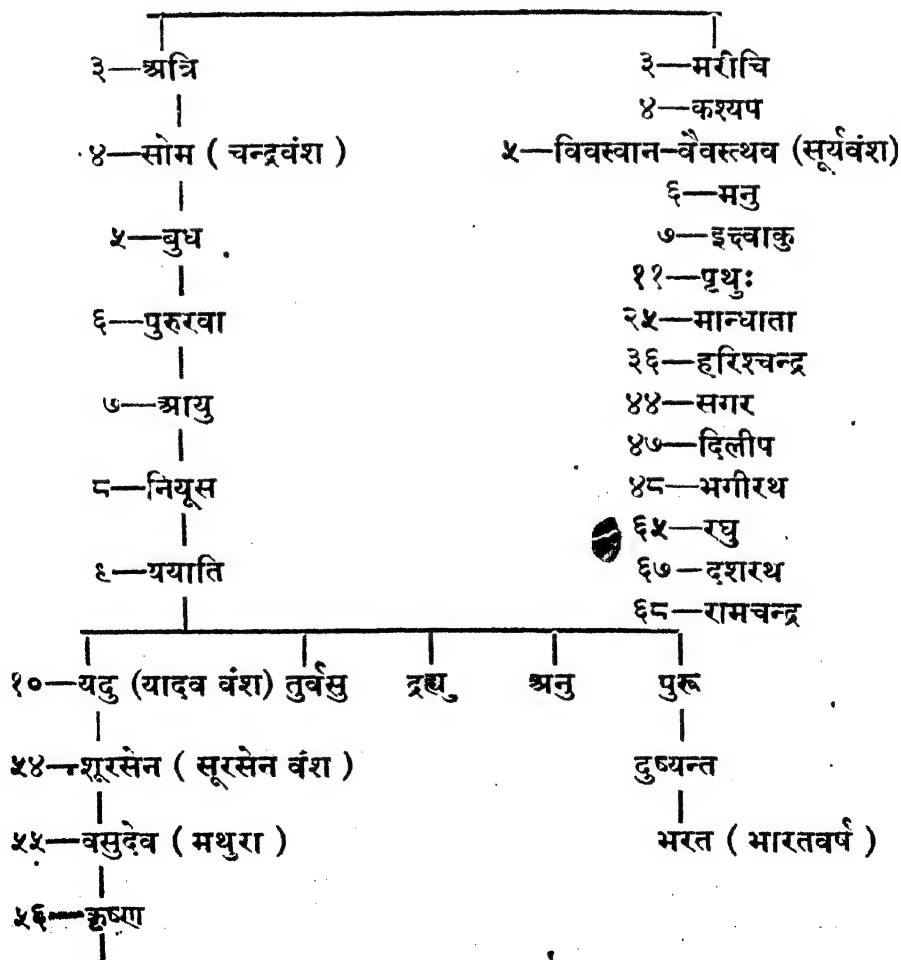 ३—अत्रि
४—सोम ( चन्द्रवंश )
५—बुध
६—पुरुरवा
७—आयु
८—नियूस
९—ययाति
३—मरीचि
४—कश्यप
५—विवस्वान-वैवस्त्थव (सूर्यवंश)
६—मनु
७—इक्ष्वाकु
११—पृथुः
२५—मान्धाता
३६—हरिश्चन्द्र
४४—सगर
४७—दिलीप
४८—भगीरथ
६५—रघु
६७—दशरथ
६८—रामचन्द्र
१०—यदु (यादव वंश) तुर्वसु द्रह्यु अनु पुरू
५४—शूरसेन ( सूरसेन वंश )
५५—वसुदेव ( मथुरा )
५६—कृष्ण
दुष्यन्त
भरत ( भारतवर्ष )